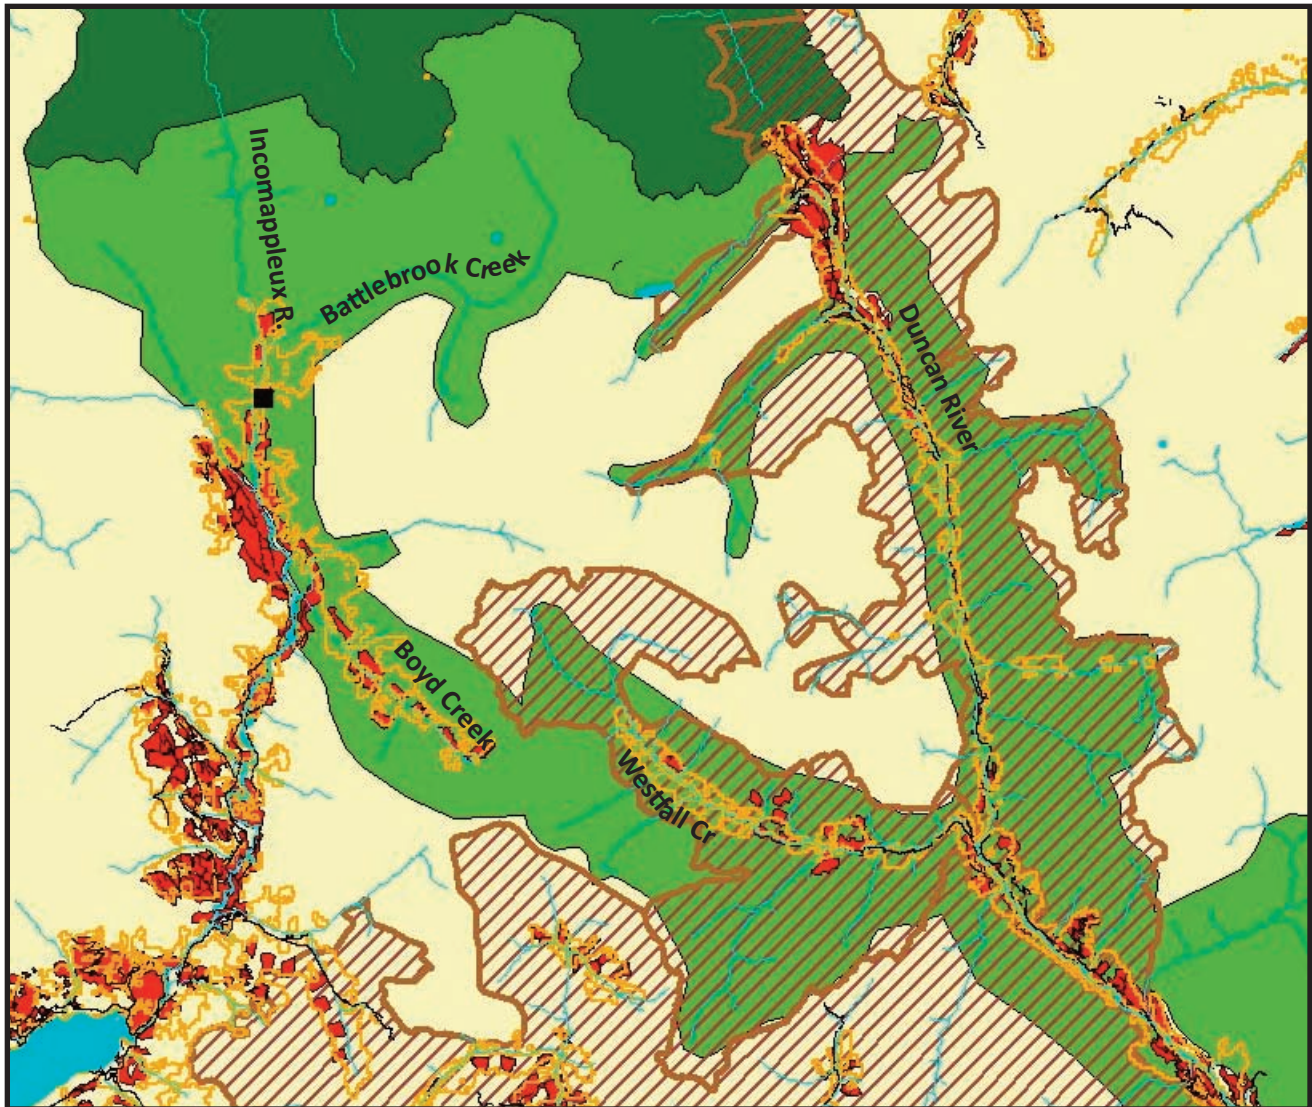 Incomappleux R.
Battlebrook Creek
Duncan River
Boyd Creek
Westfall Cr